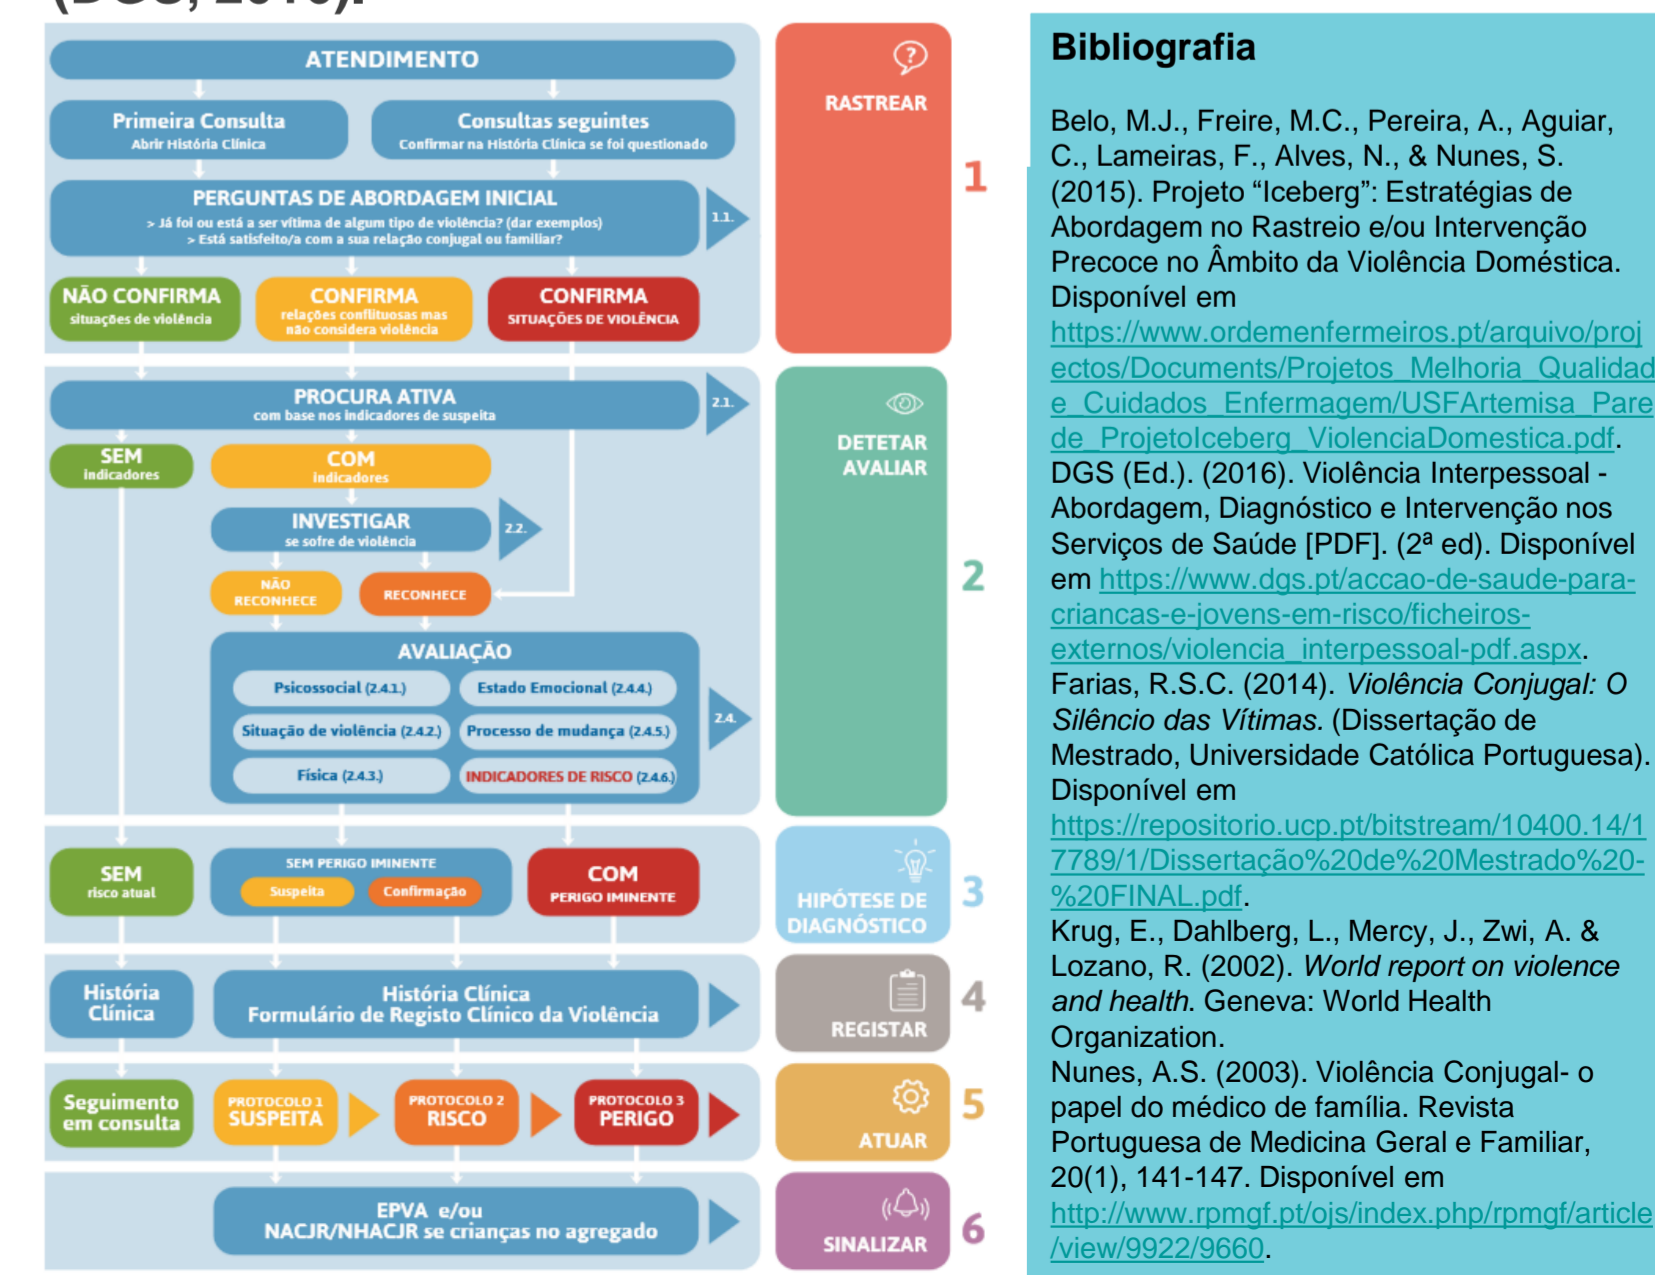 (DGS, 2016).
ATENDIMENTO
Primeira Consulta
Abrir História Clínica
Consultas seguintes
Confirmar na História Clínica se foi questionado
PERGUNTAS DE ABORDAGEM INICIAL
> Já foi ou está a ser vítima de algum tipo de violência? (dar exemplos)
> Está satisfeito/a com a sua relação conjugal ou familiar?
1.1.
NÃO CONFIRMA
situações de violência
CONFIRMA
relações conflituosas mas
não considera violência
CONFIRMA
SITUAÇÕES DE VIOLÊNCIA
RASTREAR
1
PROCURA ATIVA
com base nos indicadores de suspeita
2.1.
SEM
indicadores
COM
indicadores
INVESTIGAR
se sofre de violência
2.2.
NÃO
RECONHECE
RECONHECE
AVALIAÇÃO
Psicossocial (2.4.1.)
Estado Emocional (2.4.4.)
Situação de violência (2.4.2.)
Processo de mudança (2.4.5.)
Física (2.4.3.)
INDICADORES DE RISCO (2.4.6.)
2.4.
DETETAR
AVALIAR
2
SEM
risco atual
SEM PERIGO IMINENTE
Suspeita
Confirmação
COM
PERIGO IMINENTE
HIPÓTESE DE
DIAGNÓSTICO
3
História
Clínica
História Clínica
Formulário de Registo Clínico da Violência
REGISTAR
4
Seguimento
em consulta
PROTOCOLO 1
SUSPEITA
PROTOCOLO 2
RISCO
PROTOCOLO 3
PERIGO
ATUAR
5
EPVA e/ou
NACJR/NHACJR se crianças no agregado
SINALIZAR
6
Bibliografia
Belo, M.J., Freire, M.C., Pereira, A., Aguiar,
C., Lameiras, F., Alves, N., & Nunes, S.
(2015). Projeto “Iceberg”: Estratégias de
Abordagem no Rastreio e/ou Intervenção
Precoce no Âmbito da Violência Doméstica.
Disponível em
https://www.ordemenfermeiros.pt/arquivo/proj
ectos/Documents/Projetos_Melhoria_Qualidad
e_Cuidados_Enfermagem/USFArtemisa_Pare
de_ProjetoIceberg_ViolenciaDomestica.pdf.
DGS (Ed.). (2016). Violência Interpessoal -
Abordagem, Diagnóstico e Intervenção nos
Serviços de Saúde [PDF]. (2ª ed). Disponível
em https://www.dgs.pt/accao-de-saude-para-
criancas-e-jovens-em-risco/ficheiros-
externos/violencia_interpessoal-pdf.aspx.
Farias, R.S.C. (2014). Violência Conjugal: O
Silêncio das Vítimas. (Dissertação de
Mestrado, Universidade Católica Portuguesa).
Disponível em
https://repositorio.ucp.pt/bitstream/10400.14/1
7789/1/Dissertação%20de%20Mestrado%20-
%20FINAL.pdf.
Krug, E., Dahlberg, L., Mercy, J., Zwi, A. &
Lozano, R. (2002). World report on violence
and health. Geneva: World Health
Organization.
Nunes, A.S. (2003). Violência Conjugal- o
papel do médico de família. Revista
Portuguesa de Medicina Geral e Familiar,
20(1), 141-147. Disponível em
http://www.rpmgf.pt/ojs/index.php/rpmgf/article
/view/9922/9660.